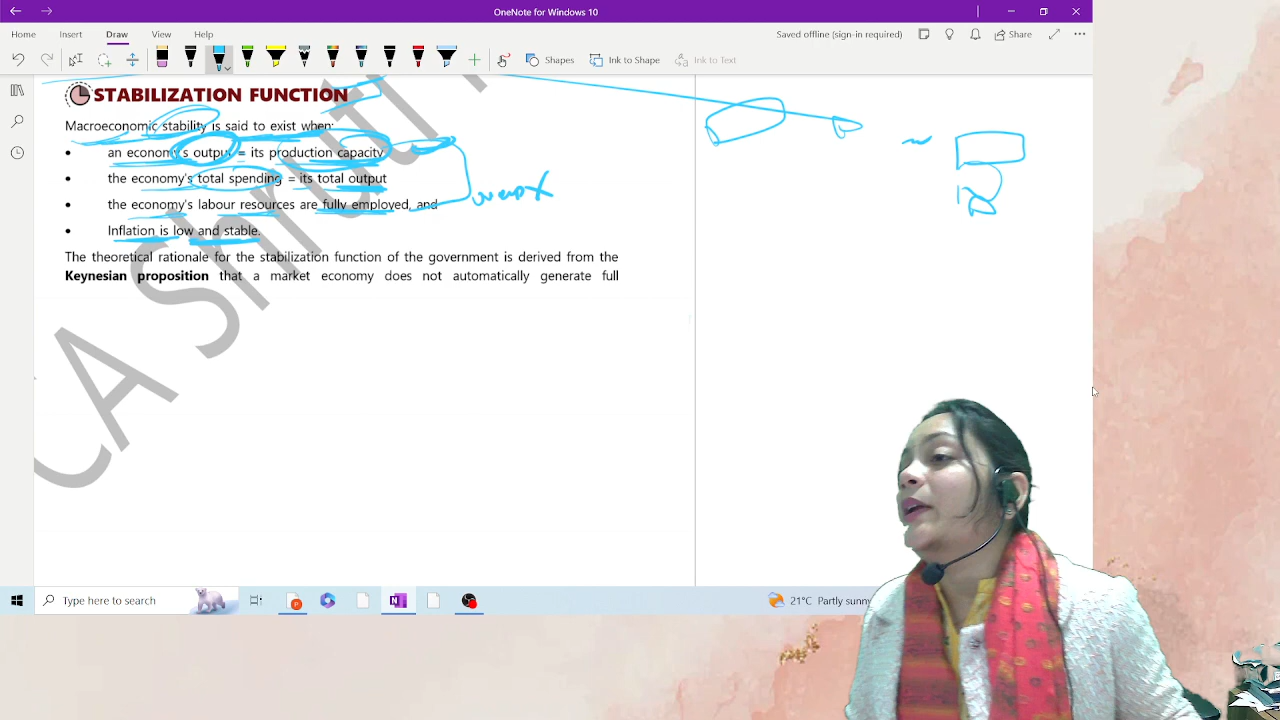 OneNote for Windows 10
Home Insert Draw View Help
Saved offline (sign-in required)
Share
Shapes
Ink to Shape
Ink to Text
STABILIZATION FUNCTION
Macroeconomic stability is said to exist when:
• an economy's output = its production capacity
• the economy's total spending = its total output
• the economy's labour resources are fully employed, and
• Inflation is low and stable.
The theoretical rationale for the stabilization function of the government is derived from the
Keynesian proposition that a market economy does not automatically generate full
CA Shruti
Type here to search
21°C Partly sunny